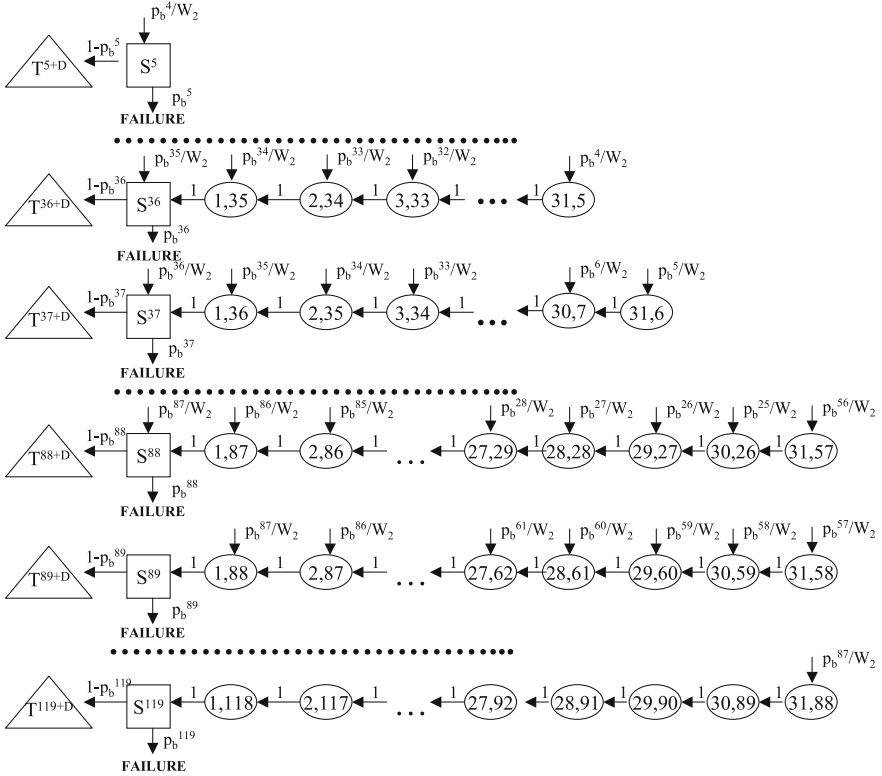 p_b^4/W_2
1-p_b^5
T^{5+D} S^5
p_b^5
FAILURE
p_b^{35}/W_2 p_b^{34}/W_2 p_b^{33}/W_2 p_b^{32}/W_2 p_b^4/W_2
1-p_b^{36}
T^{36+D} S^{36} 1 1,35 1 2,34 1 3,33 1 ... 1 31,5
p_b^{36}
FAILURE
p_b^{36}/W_2 p_b^{35}/W_2 p_b^{34}/W_2 p_b^{33}/W_2 p_b^6/W_2 p_b^5/W_2
1-p_b^{37}
T^{37+D} S^{37} 1 1,36 1 2,35 1 3,34 1 ... 1 30,7 1 31,6
p_b^{37}
FAILURE
p_b^{87}/W_2 p_b^{86}/W_2 p_b^{85}/W_2 p_b^{28}/W_2 p_b^{27}/W_2 p_b^{26}/W_2 p_b^{25}/W_2 p_b^{56}/W_2
1-p_b^{88}
T^{88+D} S^{88} 1 1,87 1 2,86 1 ... 1 27,29 1 28,28 1 29,27 1 30,26 1 31,57
p_b^{88}
FAILURE
p_b^{87}/W_2 p_b^{86}/W_2 p_b^{61}/W_2 p_b^{60}/W_2 p_b^{59}/W_2 p_b^{58}/W_2 p_b^{57}/W_2
1-p_b^{89}
T^{89+D} S^{89} 1 1,88 1 2,87 1 ... 1 27,62 1 28,61 1 29,60 1 30,59 1 31,58
p_b^{89}
FAILURE
p_b^{87}/W_2
1-p_b^{119}
T^{119+D} S^{119} 1 1,118 1 2,117 1 ... 1 27,92 1 28,91 1 29,90 1 30,89 1 31,88
p_b^{119}
FAILURE